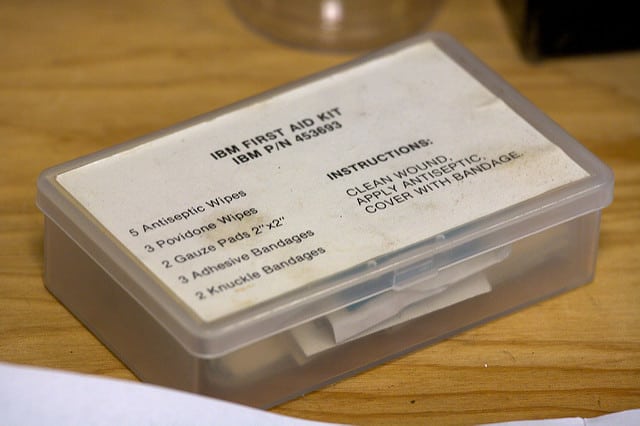 IBM FIRST AID KIT
IBM P/N 453693
5 Antiseptic Wipes
3 Povidone Wipes
2 Gauze Pads 2"x2"
3 Adhesive Bandages
2 Knuckle Bandages
INSTRUCTIONS:
CLEAN WOUND,
APPLY ANTISEPTIC,
COVER WITH BANDAGE.